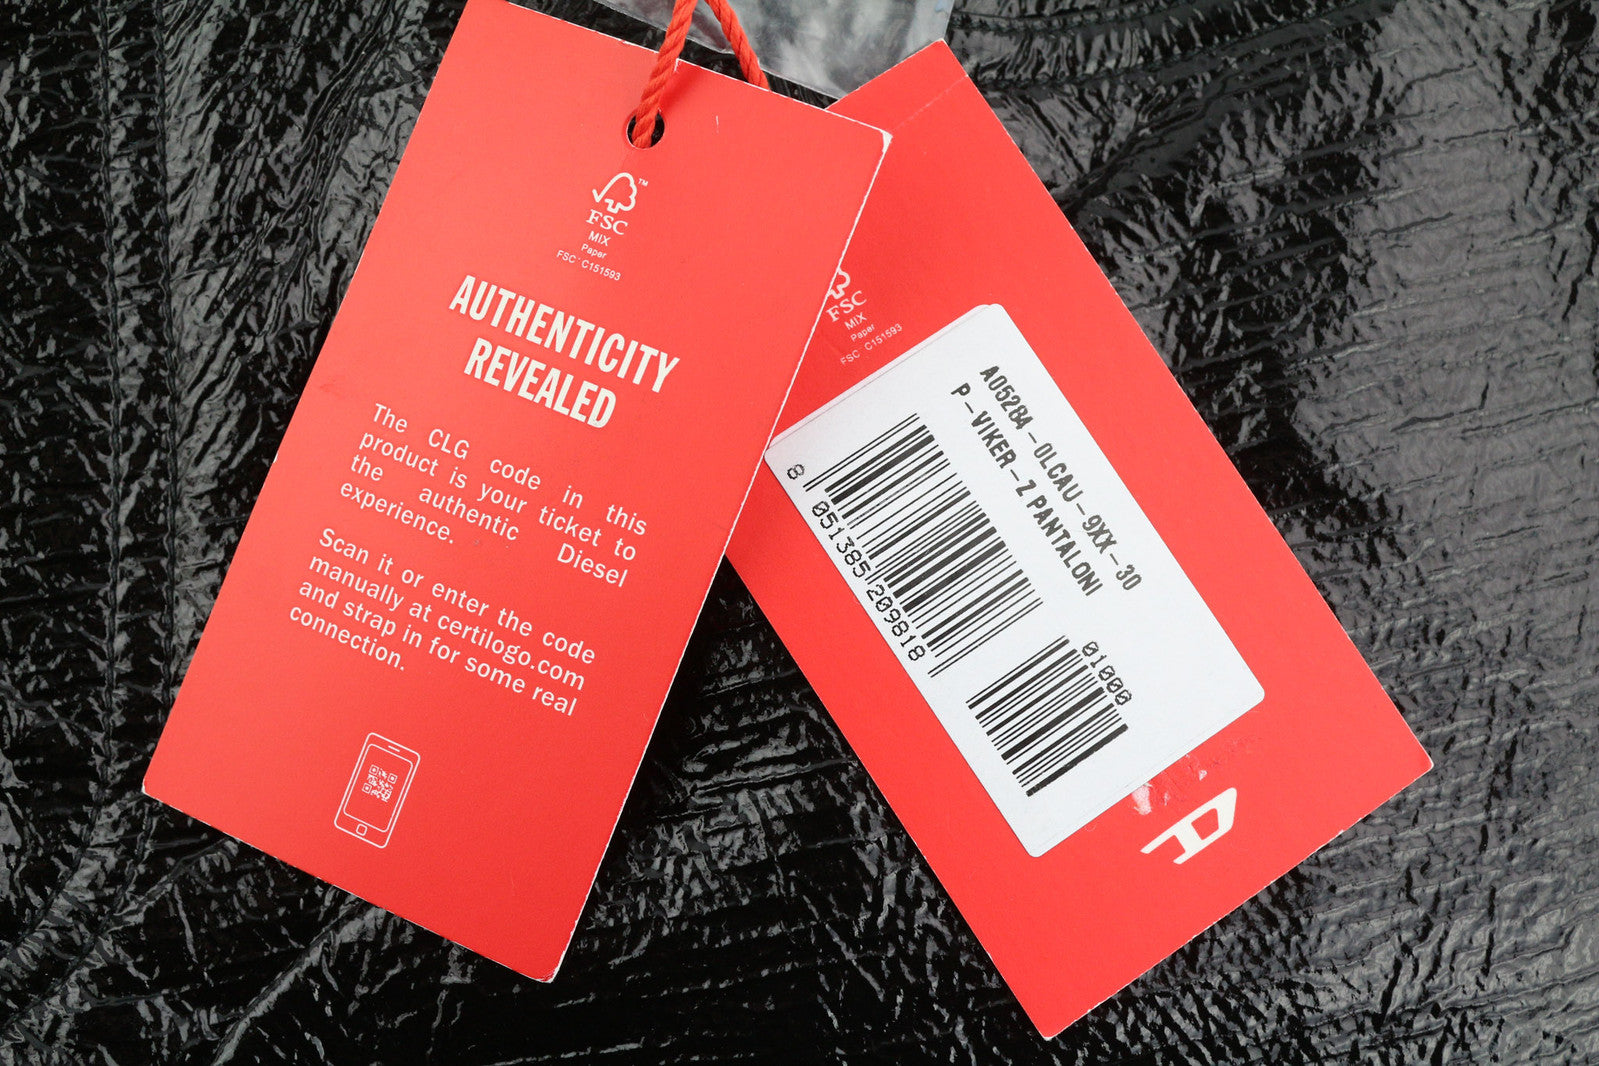 FSC™
MIX
Paper
FSC® C151593
AUTHENTICITY
REVEALED
The CLG code in this
product is your ticket to
the authentic Diesel
experience.
Scan it or enter the code
manually at certilogo.com
and strap in for some real
connection.
FSC
MIX
Paper
FSC® C151593
A05284-0LCAU-9XX-30
P-VIKER-Z PANTALONI
8 051385 209818
01000